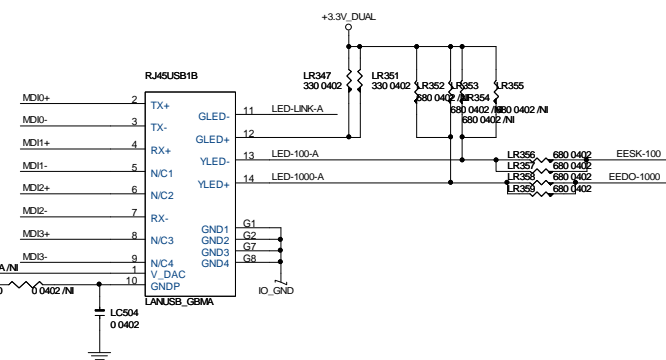 +3.3V_DUAL
RJ45USB1B
LR347
330 0402
LR351
330 0402
LR352
680 0402 /NI
LR353
LR354
680 0402 /NI
LR355
680 0402 /NI
MDI0+
2
TX+
GLED-
11
LED-LINK-A
MDI0-
3
TX-
GLED+
12
MDI1+
4
RX+
YLED-
13
LED-100-A
MDI1-
5
N/C1
YLED+
14
LED-1000-A
MDI2+
6
N/C2
MDI2-
7
RX-
MDI3+
8
N/C3
MDI3-
9
N/C4
1
V_DAC
10
GNDP
GND1
G1
GND2
G2
GND3
G7
GND4
G8
IO_GND
LANUSB_GBMA
LR356
680 0402
EESK-100
LR357
680 0402
LR358
680 0402
EEDO-1000
LR359
680 0402
A /NI
0 0402 /NI
LC504
0 0402